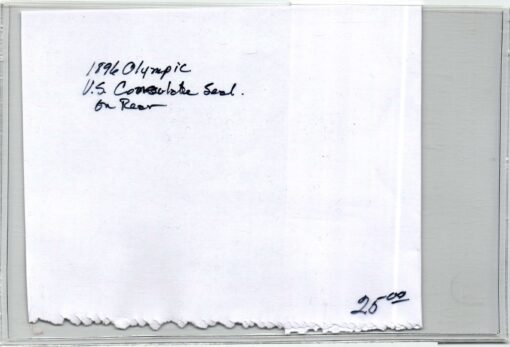 1896 Olympic
U.S. Consulate Seal.
on Rear
25.00